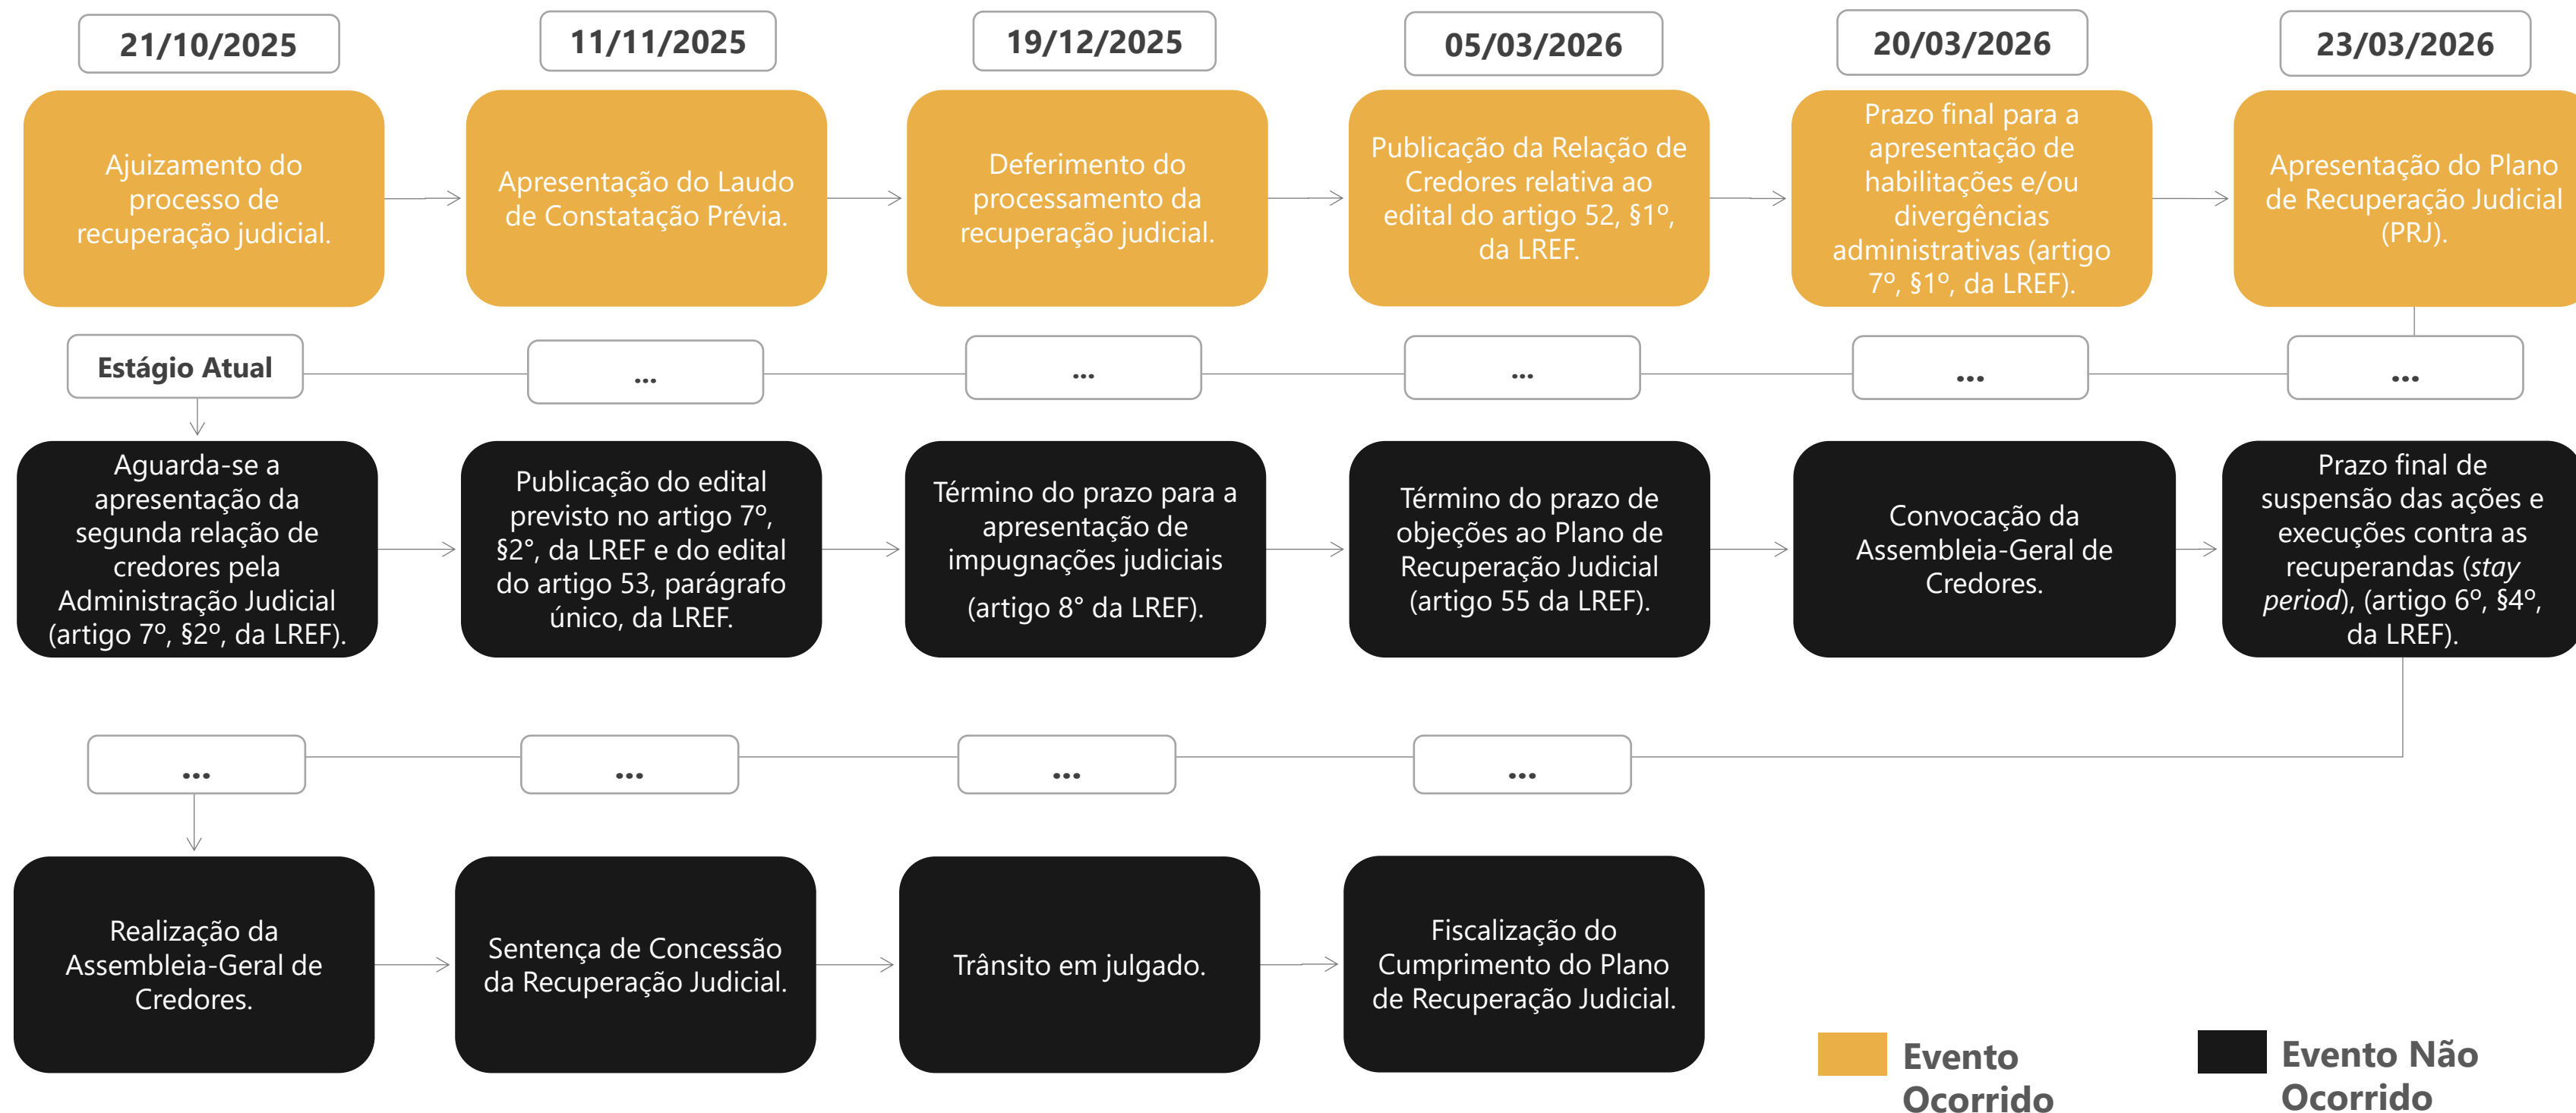 21/10/2025
11/11/2025
19/12/2025
05/03/2026
20/03/2026
23/03/2026
Ajuizamento do
processo de
recuperação judicial.
Apresentação do Laudo
de Constatação Prévia.
Deferimento do
processamento da
recuperação judicial.
Publicação da Relação de
Credores relativa ao
edital do artigo 52, §1º,
da LREF.
Prazo final para a
apresentação de
habilitações e/ou
divergências
administrativas (artigo
7º, §1º, da LREF).
Apresentação do Plano
de Recuperação Judicial
(PRJ).
Estágio Atual
...
...
...
...
...
Aguarda-se a
apresentação da
segunda relação de
credores pela
Administração Judicial
(artigo 7º, §2º, da LREF).
Publicação do edital
previsto no artigo 7º,
§2°, da LREF e do edital
do artigo 53, parágrafo
único, da LREF.
Término do prazo para a
apresentação de
impugnações judiciais
(artigo 8° da LREF).
Término do prazo de
objeções ao Plano de
Recuperação Judicial
(artigo 55 da LREF).
Convocação da
Assembleia-Geral de
Credores.
Prazo final de
suspensão das ações e
execuções contra as
recuperandas (stay
period), (artigo 6º, §4º,
da LREF).
...
...
...
...
Realização da
Assembleia-Geral de
Credores.
Sentença de Concessão
da Recuperação Judicial.
Trânsito em julgado.
Fiscalização do
Cumprimento do Plano
de Recuperação Judicial.
Evento
Ocorrido
Evento Não
Ocorrido